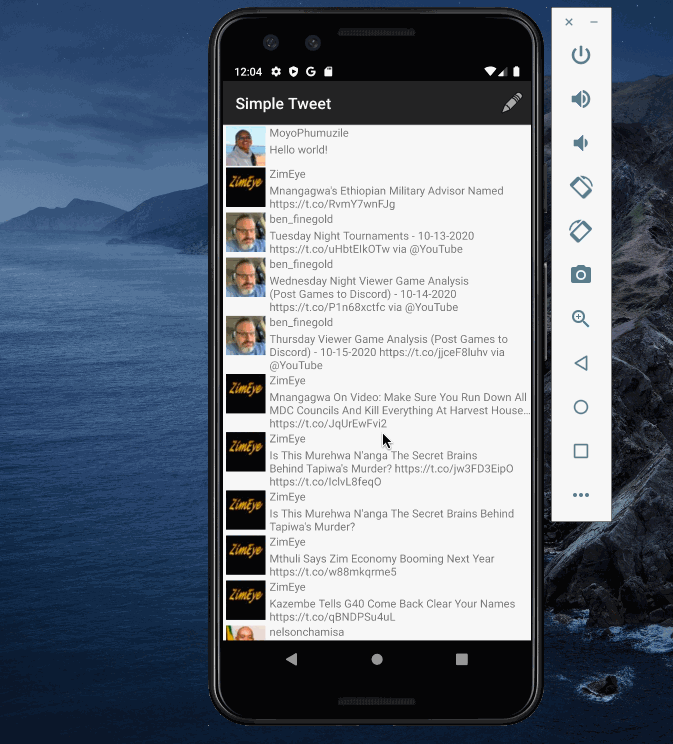 12:04
Simple Tweet
MoyoPhumuzile
Hello world!
ZimEye
ZimEye
Mnangagwa's Ethiopian Military Advisor Named
https://t.co/RvmY7wnFJg
ben_finegold
Tuesday Night Tournaments - 10-13-2020
https://t.co/uHbtElkOTw via @YouTube
ben_finegold
Wednesday Night Viewer Game Analysis
(Post Games to Discord) - 10-14-2020
https://t.co/P1n68xctfc via @YouTube
ben_finegold
Thursday Viewer Game Analysis (Post Games to
Discord) - 10-15-2020 https://t.co/jjceF8luhv via
@YouTube
ZimEye
ZimEye
Mnangagwa On Video: Make Sure You Run Down All
MDC Councils And Kill Everything At Harvest House...
https://t.co/JqUrEwFvi2
ZimEye
ZimEye
Is This Murehwa N'anga The Secret Brains
Behind Tapiwa's Murder? https://t.co/jw3FD3EipO
https://t.co/IclvL8feqO
ZimEye
ZimEye
Is This Murehwa N'anga The Secret Brains Behind
Tapiwa's Murder?
ZimEye
ZimEye
Mthuli Says Zim Economy Booming Next Year
https://t.co/w88mkqrme5
ZimEye
ZimEye
Kazembe Tells G40 Come Back Clear Your Names
https://t.co/qBNDPSu4uL
nelsonchamisa